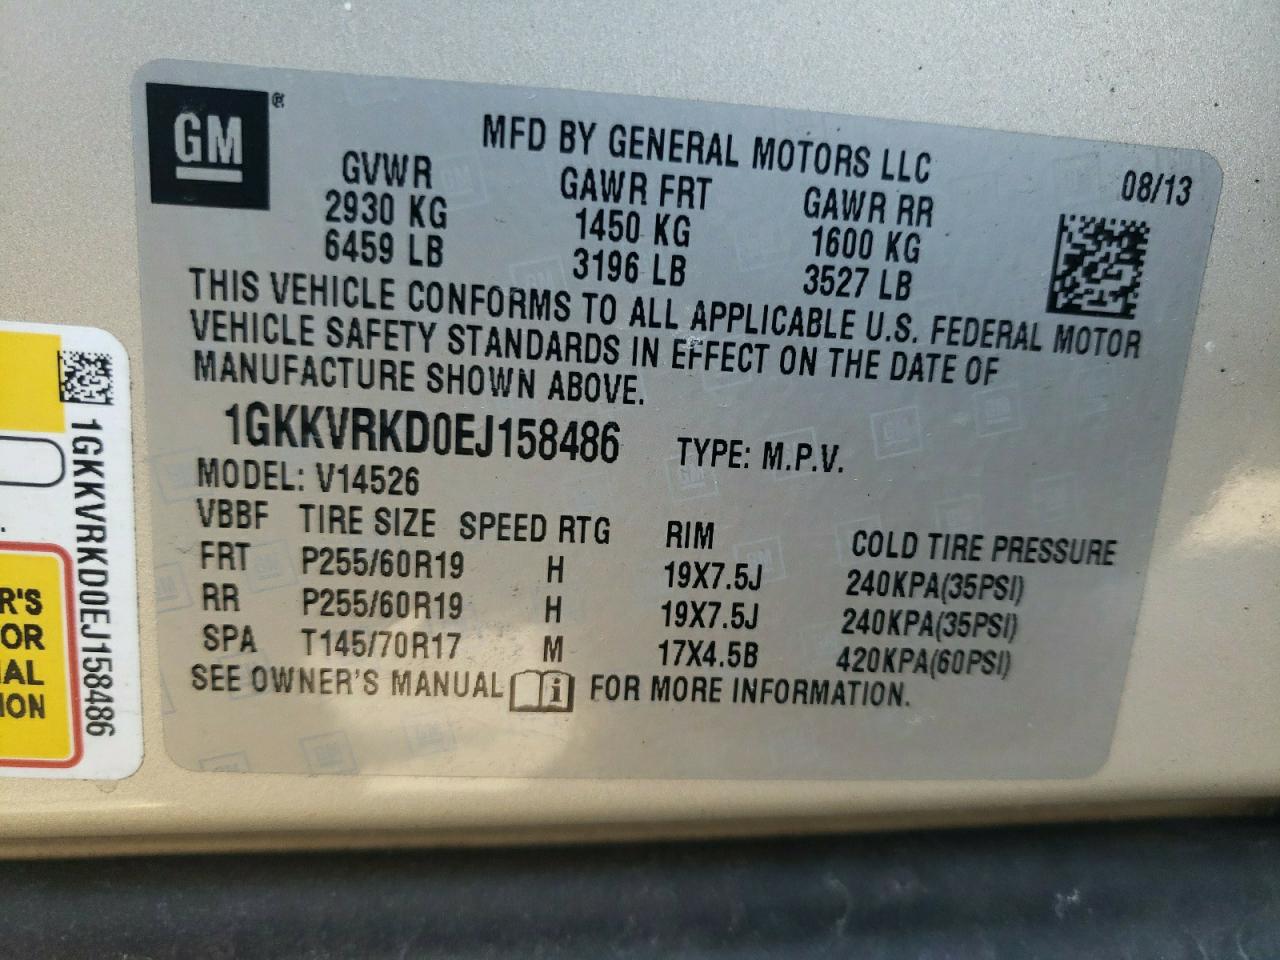 GM ®
MFD BY GENERAL MOTORS LLC
08/13
GVWR GAWR FRT GAWR RR
2930 KG 1450 KG 1600 KG
6459 LB 3196 LB 3527 LB
THIS VEHICLE CONFORMS TO ALL APPLICABLE U.S. FEDERAL MOTOR
VEHICLE SAFETY STANDARDS IN EFFECT ON THE DATE OF
MANUFACTURE SHOWN ABOVE.
1GKKVRKD0EJ158486 TYPE: M.P.V.
MODEL: V14526
VBBF TIRE SIZE SPEED RTG RIM COLD TIRE PRESSURE
FRT P255/60R19 H 19X7.5J 240KPA(35PSI)
RR P255/60R19 H 19X7.5J 240KPA(35PSI)
SPA T145/70R17 M 17X4.5B 420KPA(60PSI)
SEE OWNER'S MANUAL i FOR MORE INFORMATION.
1GKKVRKD0EJ158486
R'S
OR
IAL
ION